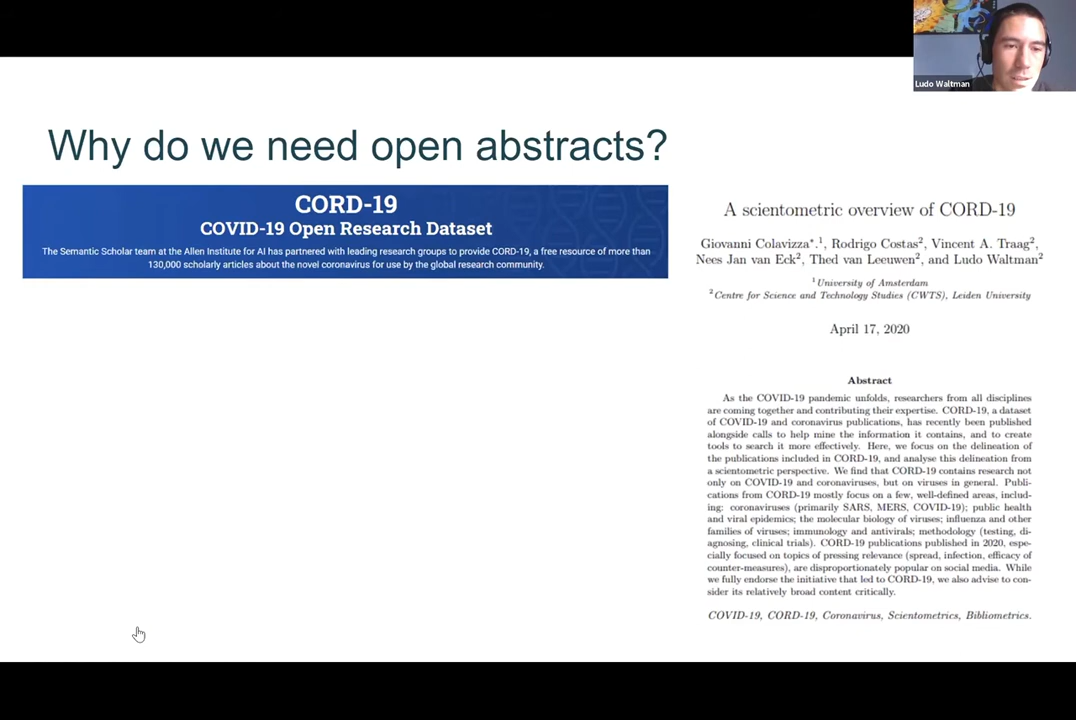 Ludo Waltman
Why do we need open abstracts?
CORD-19
COVID-19 Open Research Dataset
The Semantic Scholar team at the Allen Institute for AI has partnered with leading research groups to provide CORD-19, a free resource of more than
130,000 scholarly articles about the novel coronavirus for use by the global research community.
A scientometric overview of CORD-19
Giovanni Colavizza*,1, Rodrigo Costas2, Vincent A. Traag2,
Nees Jan van Eck2, Thed van Leeuwen2, and Ludo Waltman2
1University of Amsterdam
2Centre for Science and Technology Studies (CWTS), Leiden University
April 17, 2020
Abstract
As the COVID-19 pandemic unfolds, researchers from all disciplines
are coming together and contributing their expertise. CORD-19, a dataset
of COVID-19 and coronavirus publications, has recently been published
alongside calls to help mine the information it contains, and to create
tools to search it more effectively. Here, we focus on the delineation of
the publications included in CORD-19, and analyse this delineation from
a scientometric perspective. We find that CORD-19 contains research not
only on COVID-19 and coronaviruses, but on viruses in general. Publi-
cations from CORD-19 mostly focus on a few, well-defined areas, includ-
ing: coronaviruses (primarily SARS, MERS, COVID-19); public health
and viral epidemics; the molecular biology of viruses; influenza and other
families of viruses; immunology and antivirals; methodology (testing, di-
agnosing, clinical trials). CORD-19 publications published in 2020, espe-
cially focused on topics of pressing relevance (spread, infection, efficacy of
counter-measures), are disproportionately popular on social media. While
we fully endorse the initiative that led to CORD-19, we also advise to con-
sider its relatively broad content critically.
COVID-19, CORD-19, Coronavirus, Scientometrics, Bibliometrics.